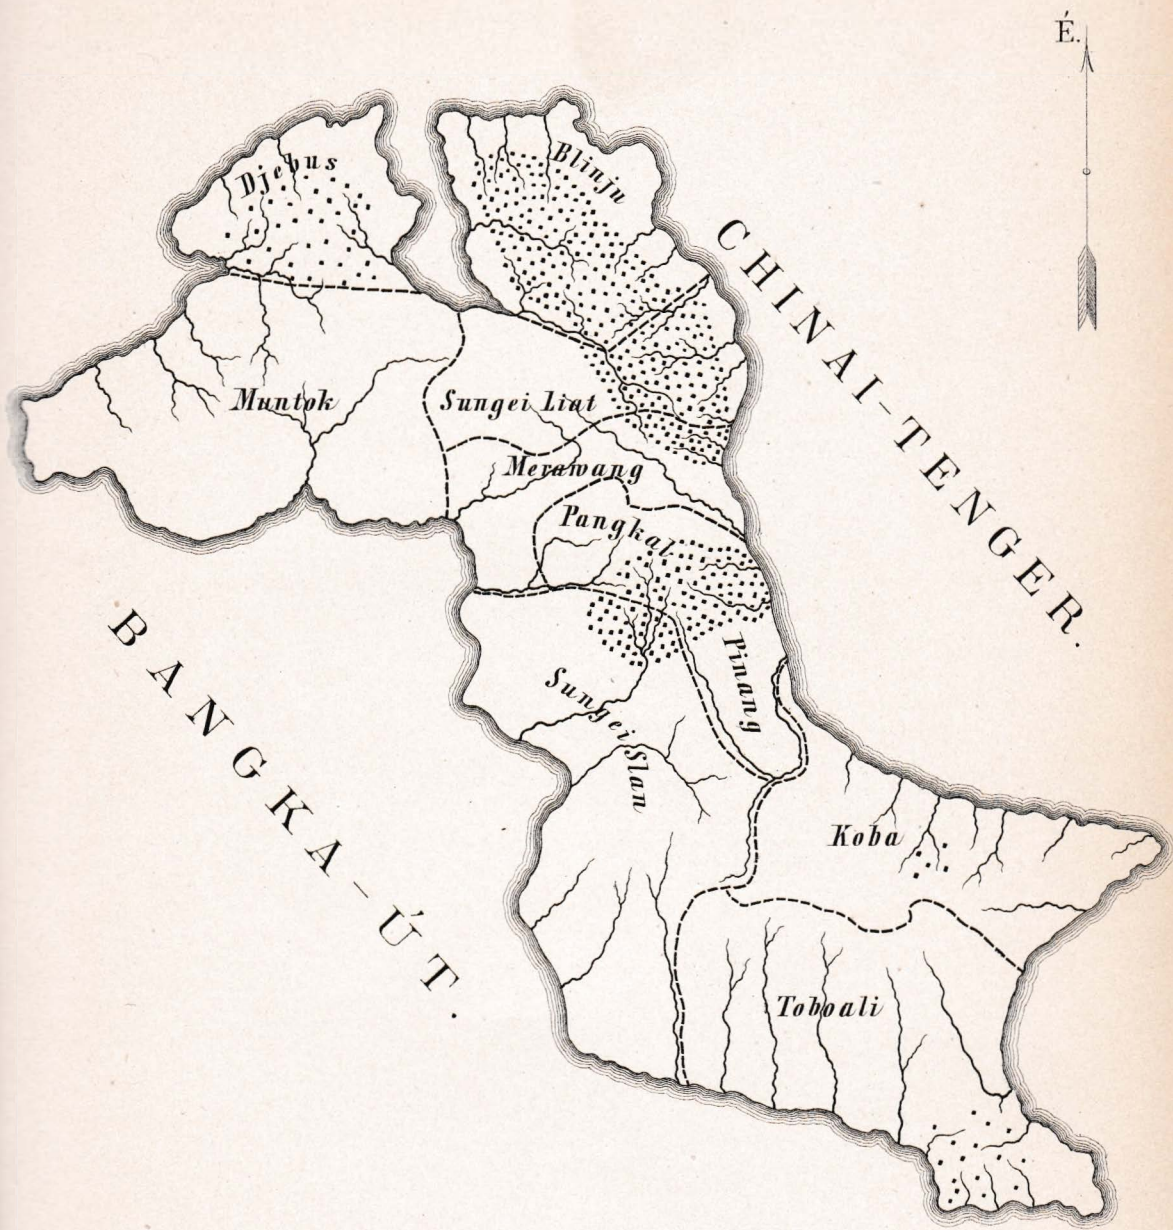 É.
Djebus
Blinju
CHINAI-TENGER.
Muntok
Sungei Liat
Merawang
Pangkal
Pinang
BANGKA-ÚT.
Sungei Slan
Koba
Toboali